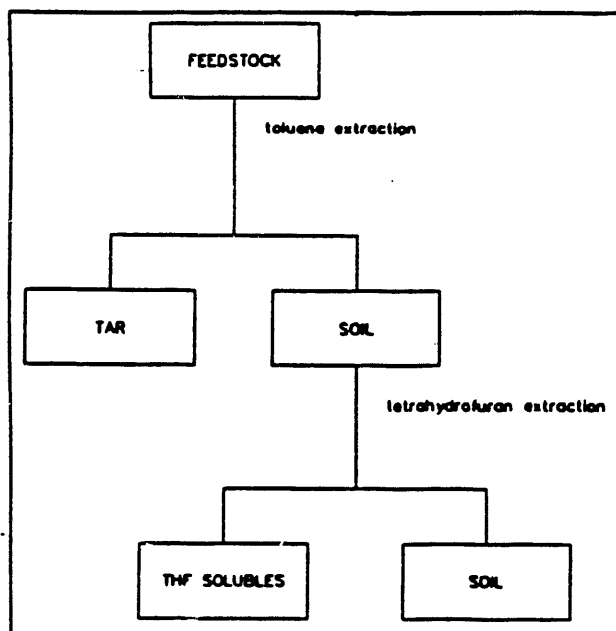 FEEDSTOCK
toluene extraction
TAR
SOIL
tetrahydrofuran extraction
THF SOLUBLES
SOIL